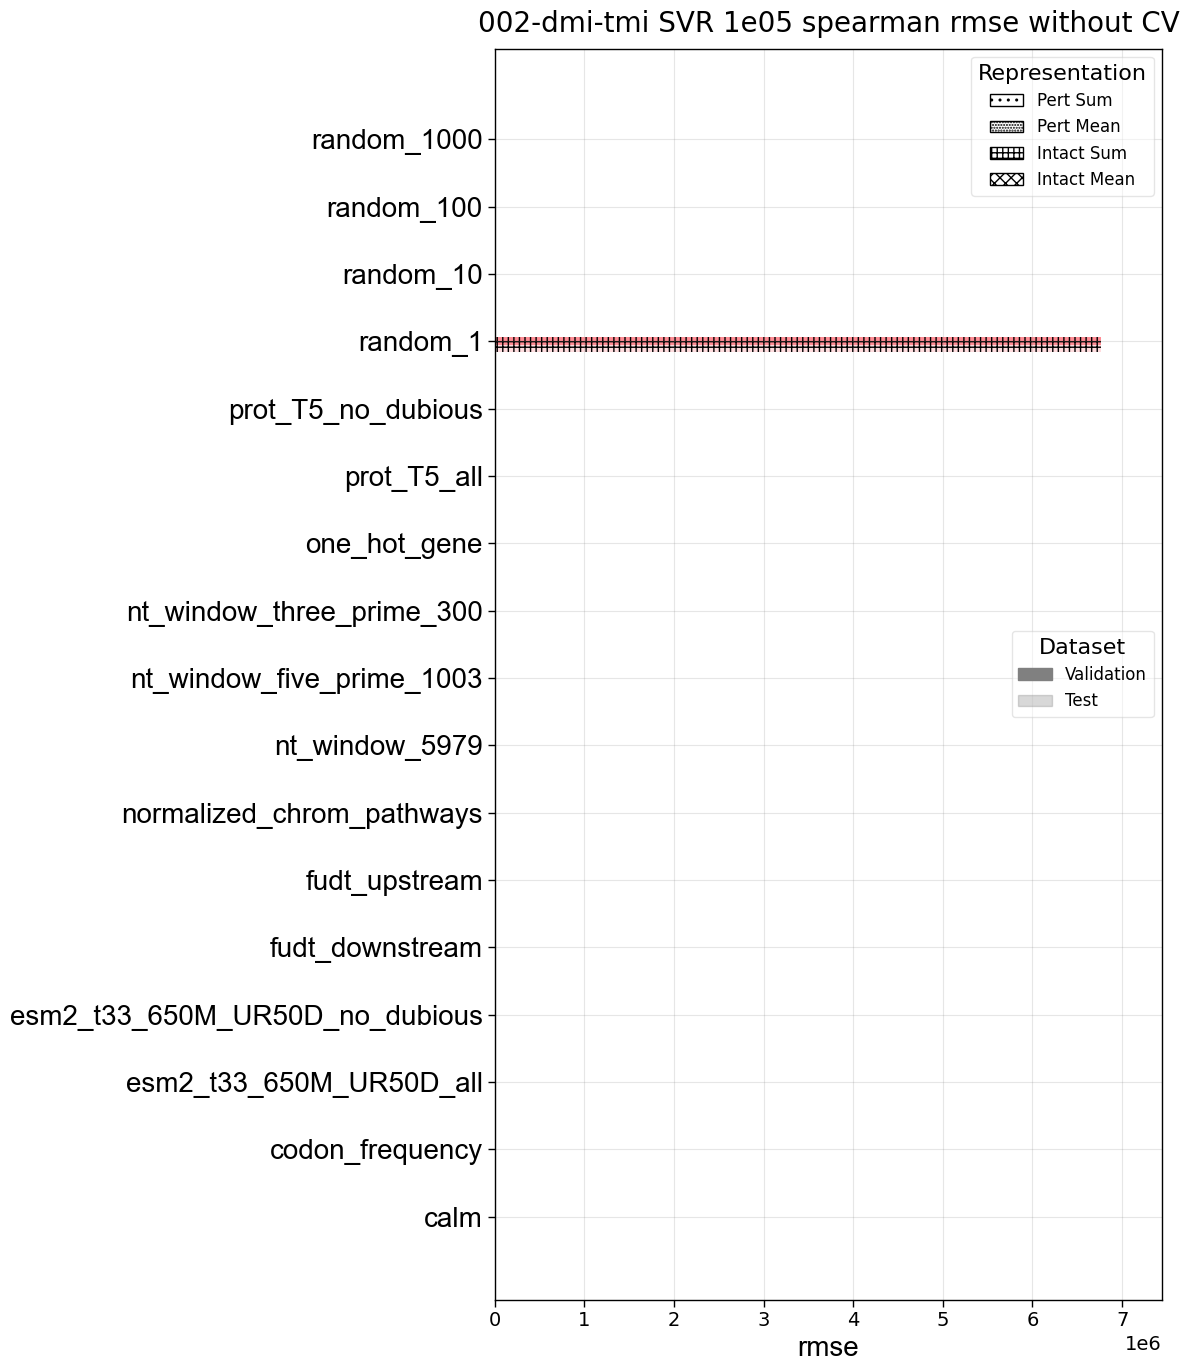 002-dmi-tmi SVR 1e05 spearman rmse without CV
Representation
Pert Sum
Pert Mean
Intact Sum
Intact Mean
random_1000
random_100
random_10
random_1
prot_T5_no_dubious
prot_T5_all
one_hot_gene
nt_window_three_prime_300
Dataset
Validation
Test
nt_window_five_prime_1003
nt_window_5979
normalized_chrom_pathways
fudt_upstream
fudt_downstream
esm2_t33_650M_UR50D_no_dubious
esm2_t33_650M_UR50D_all
codon_frequency
calm
0 1 2 3 4 5 6 7
1e6
rmse